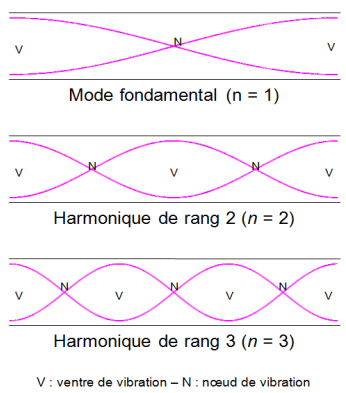 V N V
Mode fondamental (n = 1)
V N V N V
Harmonique de rang 2 (n = 2)
V N V N V N V
Harmonique de rang 3 (n = 3)
V : ventre de vibration – N : nœud de vibration